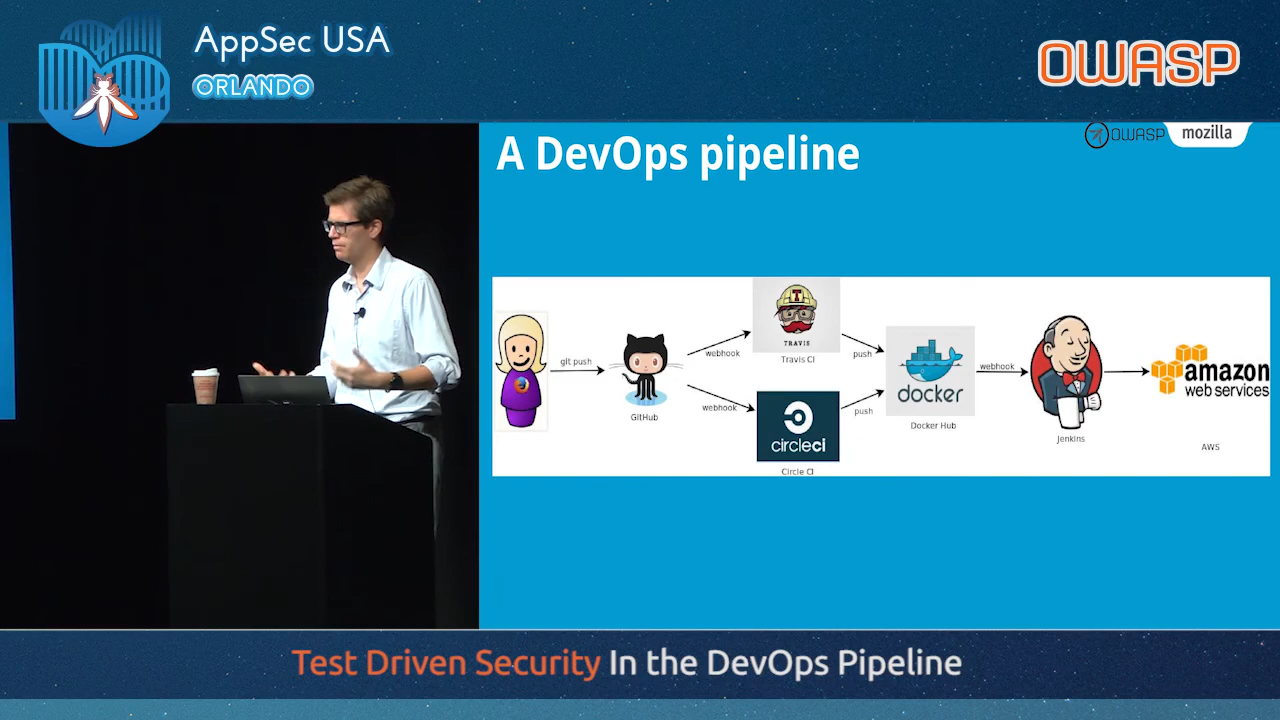 AppSec USA
ORLANDO
OWASP
OWASP mozilla
A DevOps pipeline
git push
GitHub
webhook
webhook
T
TRAVIS
Travis CI
circleci
Circle CI
push
push
docker
Docker Hub
webhook
Jenkins
amazon
web services
AWS
Test Driven Security In the DevOps Pipeline